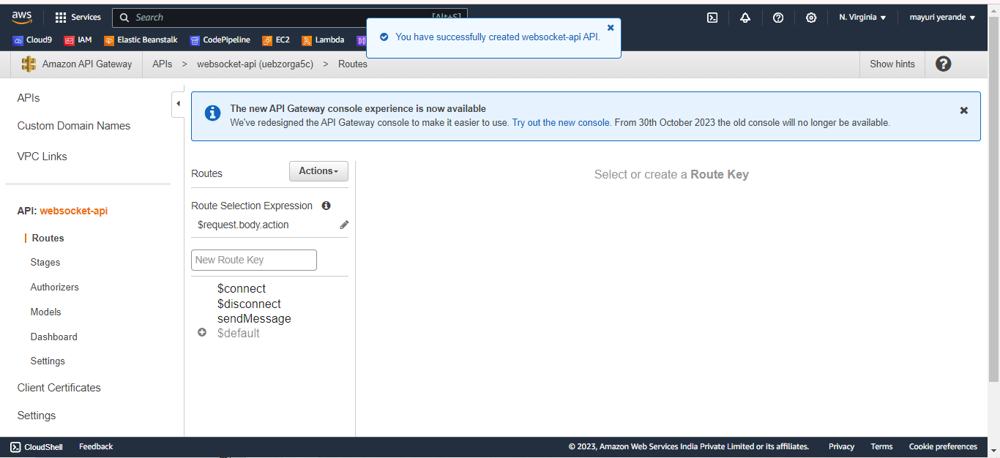 aws
Services
Search
[Alt+S]
N. Virginia
mayuri yerande
Cloud9
IAM
Elastic Beanstalk
CodePipeline
EC2
Lambda
You have successfully created websocket-api API.
Amazon API Gateway
APIs > websocket-api (uebzorga5c) > Routes
Show hints
APIs
Custom Domain Names
VPC Links
API: websocket-api
Routes
Stages
Authorizers
Models
Dashboard
Settings
Client Certificates
Settings
The new API Gateway console experience is now available
We've redesigned the API Gateway console to make it easier to use. Try out the new console. From 30th October 2023 the old console will no longer be available.
Routes
Actions
Route Selection Expression
$request.body.action
New Route Key
$connect
$disconnect
sendMessage
$default
Select or create a Route Key
CloudShell
Feedback
© 2023, Amazon Web Services India Private Limited or its affiliates.
Privacy
Terms
Cookie preferences